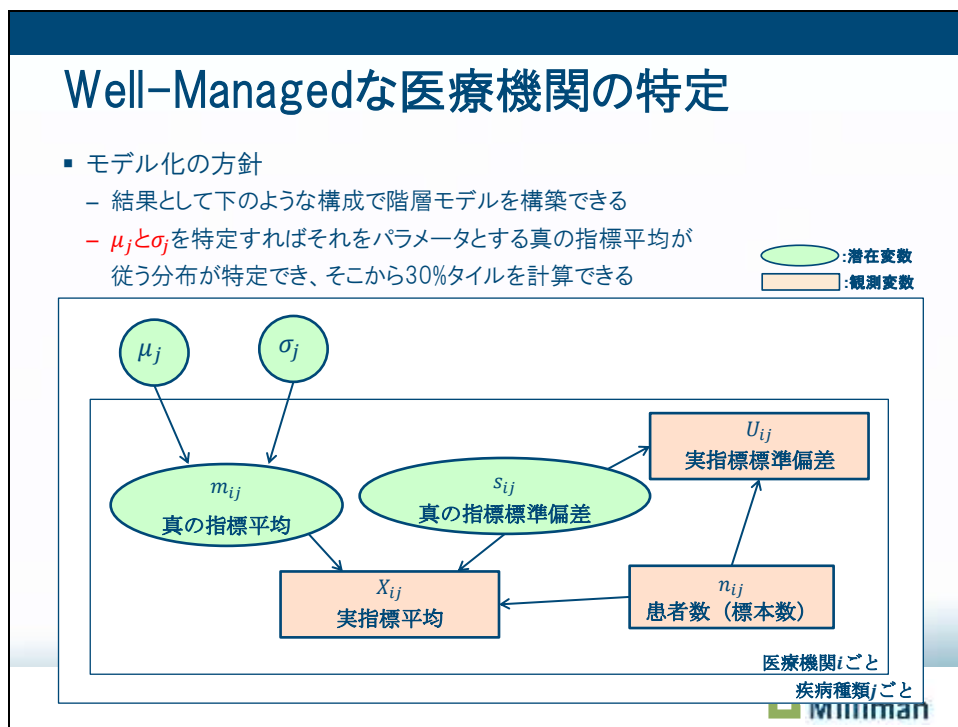 Well-Managedな医療機関の特定
▪ モデル化の方針
– 結果として下のような構成で階層モデルを構築できる
– μjとσjを特定すればそれをパラメータとする真の指標平均が
従う分布が特定でき、そこから30%タイルを計算できる
:潜在変数
:観測変数
μj
σj
Uij
実指標標準偏差
mij
真の指標平均
sij
真の指標標準偏差
Xij
実指標平均
nij
患者数（標本数）
医療機関iごと
疾病種類jごと
Milliman